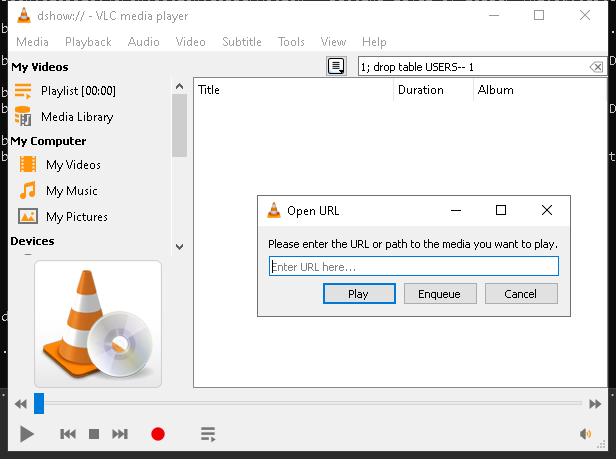 dshow:// - VLC media player
Media Playback Audio Video Subtitle Tools View Help
My Videos
1; drop table USERS-- 1
Playlist [00:00]
Media Library
My Computer
My Videos
My Music
My Pictures
Devices
Title Duration Album
Open URL
Please enter the URL or path to the media you want to play.
Enter URL here...
Play Enqueue Cancel